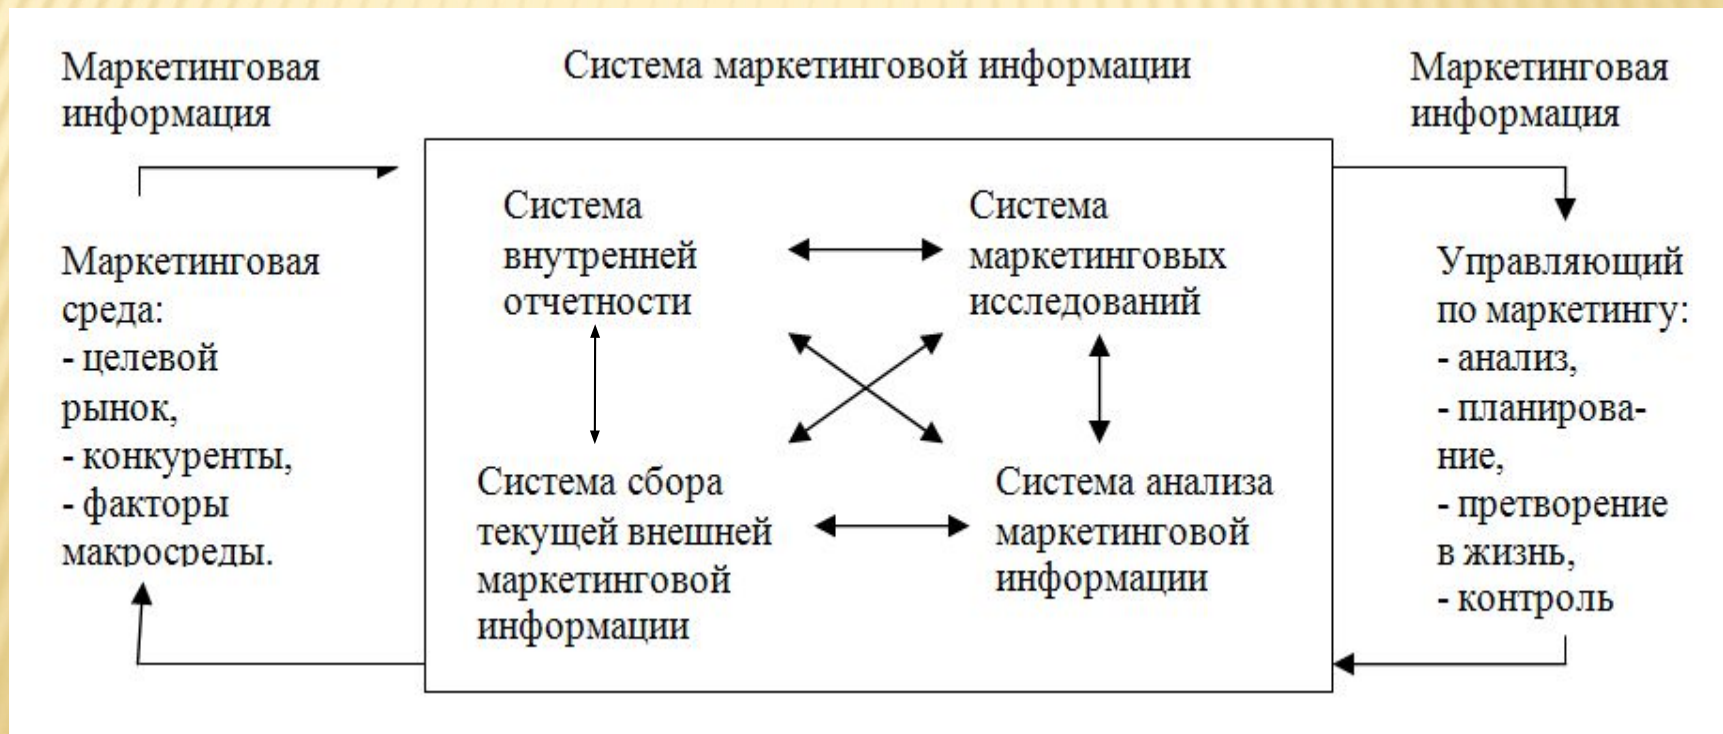 Маркетинговая
информация
Система маркетинговой информации
Маркетинговая
информация
Маркетинговая
среда:
- целевой
рынок,
- конкуренты,
- факторы
макросреды.
Система
внутренней
отчетности
Система
маркетинговых
исследований
Система сбора
текущей внешней
маркетинговой
информации
Система анализа
маркетинговой
информации
Управляющий
по маркетингу:
- анализ,
- планирова-
ние,
- претворение
в жизнь,
- контроль